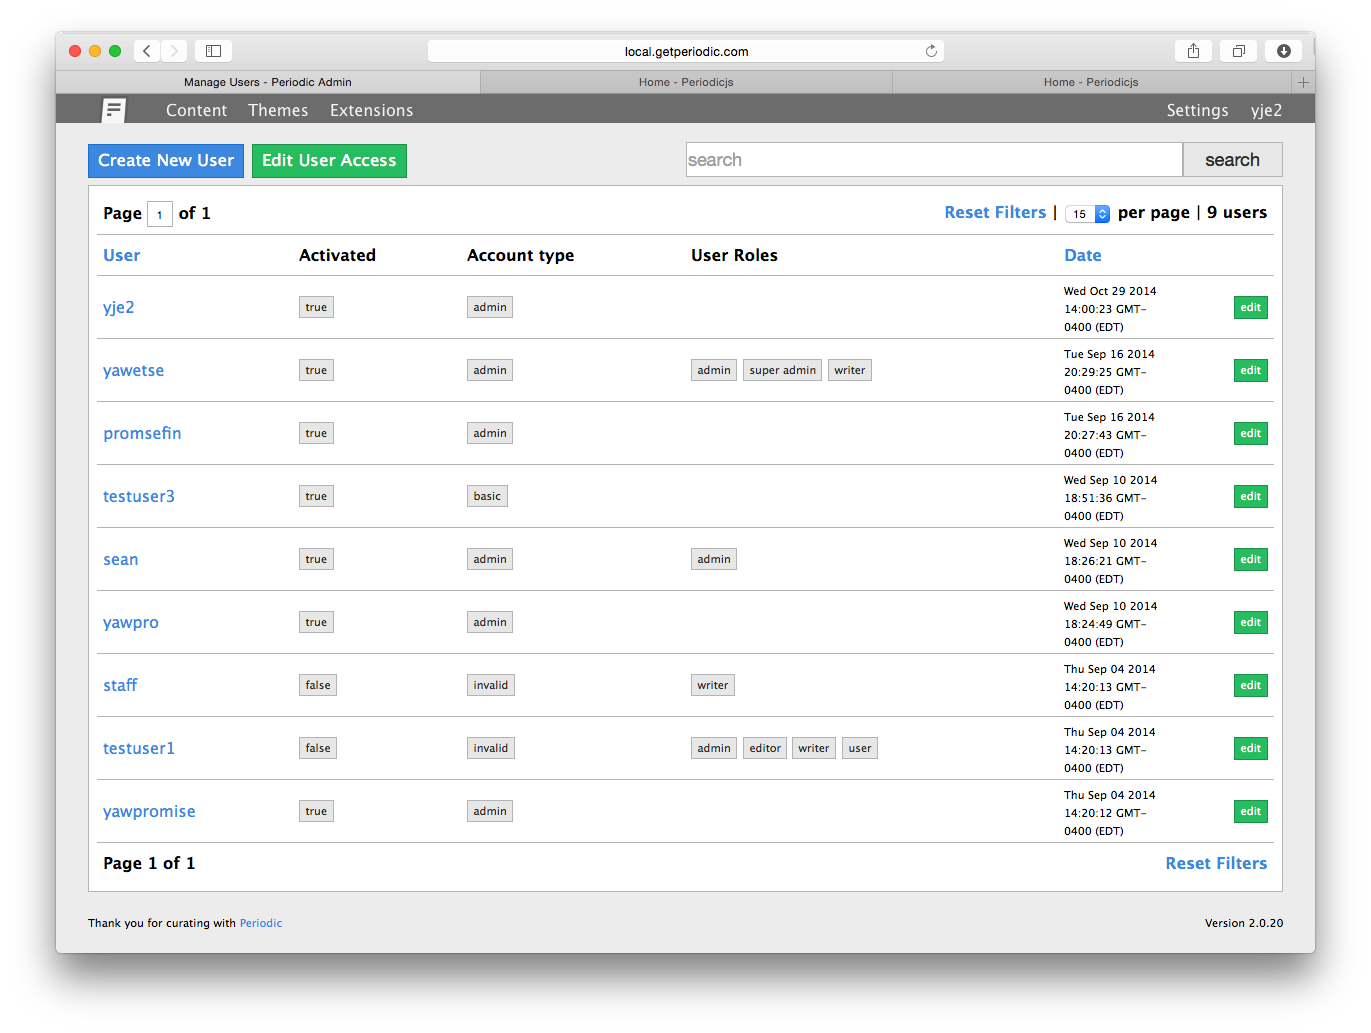 local.getperiodic.com
Manage Users - Periodic Admin Home - Periodicjs Home - Periodicjs
Content Themes Extensions Settings yje2
Create New User Edit User Access search search
Page 1 of 1 Reset Filters | 15 per page | 9 users
User Activated Account type User Roles Date
yje2 true admin Wed Oct 29 2014
14:00:23 GMT-
0400 (EDT) edit
yawetse true admin admin super admin writer Tue Sep 16 2014
20:29:25 GMT-
0400 (EDT) edit
promsefin true admin Tue Sep 16 2014
20:27:43 GMT-
0400 (EDT) edit
testuser3 true basic Wed Sep 10 2014
18:51:36 GMT-
0400 (EDT) edit
sean true admin admin Wed Sep 10 2014
18:26:21 GMT-
0400 (EDT) edit
yawpro true admin Wed Sep 10 2014
18:24:49 GMT-
0400 (EDT) edit
staff false invalid writer Thu Sep 04 2014
14:20:13 GMT-
0400 (EDT) edit
testuser1 false invalid admin editor writer user Thu Sep 04 2014
14:20:13 GMT-
0400 (EDT) edit
yawpromise true admin Thu Sep 04 2014
14:20:12 GMT-
0400 (EDT) edit
Page 1 of 1 Reset Filters
Thank you for curating with Periodic Version 2.0.20